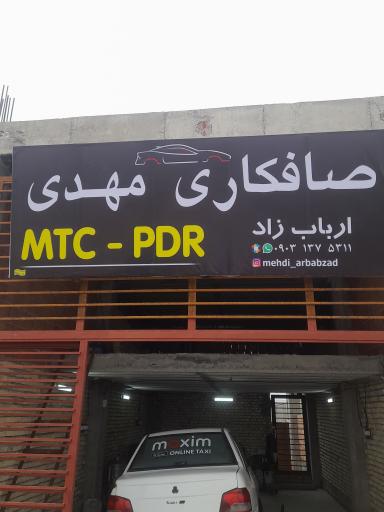 صافکاری مهدی
ارباب زاد
MTC - PDR
۰۹۰۳ ۱۳۷ ۵۳۱۱
mehdi_arbabzad
maxim
ONLINE TAXI